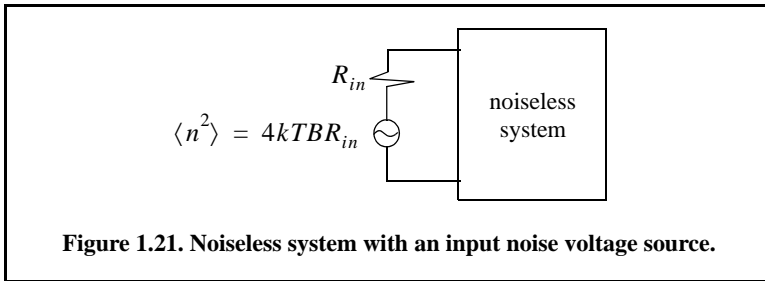 R_in
noiseless
system
⟨n²⟩ = 4kTBR_in
Figure 1.21. Noiseless system with an input noise voltage source.